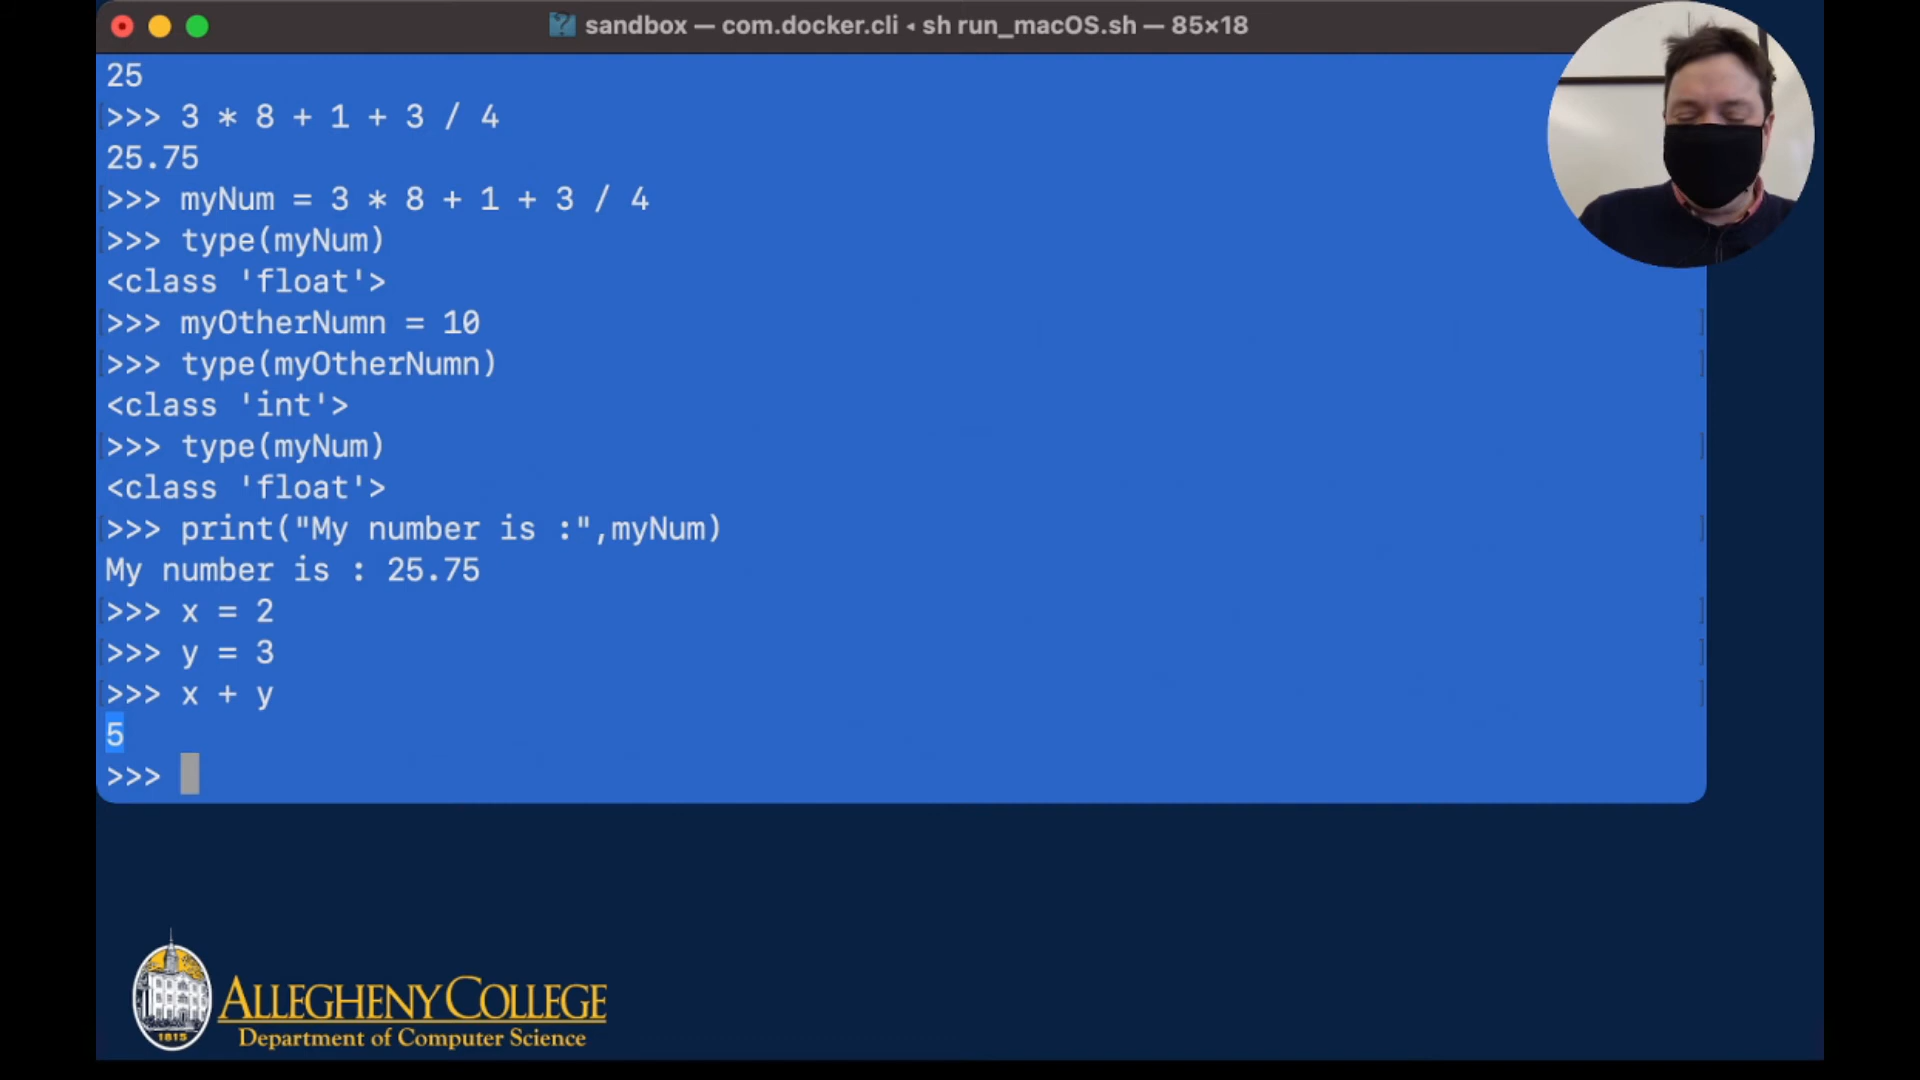 sandbox — com.docker.cli ◂ sh run_macOS.sh — 85×18
25
>>> 3 * 8 + 1 + 3 / 4
25.75
>>> myNum = 3 * 8 + 1 + 3 / 4
>>> type(myNum)
<class 'float'>
>>> myOtherNumn = 10
>>> type(myOtherNumn)
<class 'int'>
>>> type(myNum)
<class 'float'>
>>> print("My number is :",myNum)
My number is : 25.75
>>> x = 2
>>> y = 3
>>> x + y
5
>>>
ALLEGHENY COLLEGE
Department of Computer Science
1815